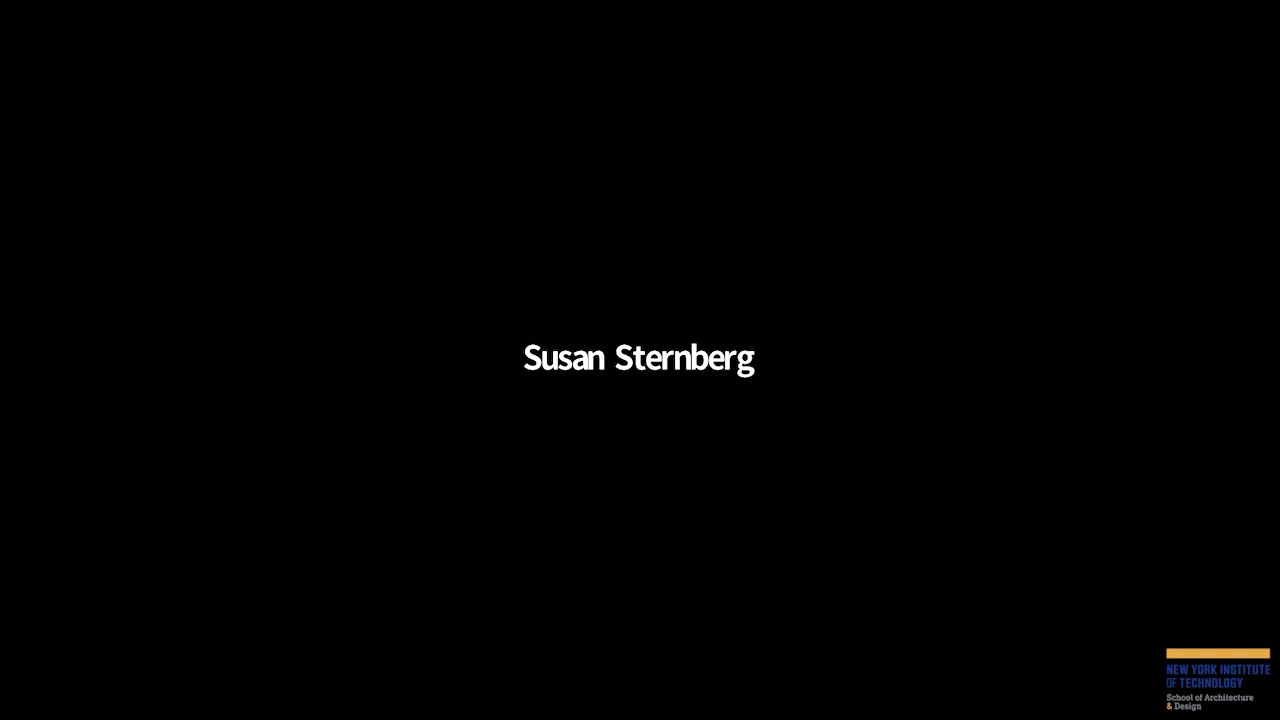 Susan Sternberg
NEW YORK INSTITUTE
OF TECHNOLOGY
School of Architecture
& Design